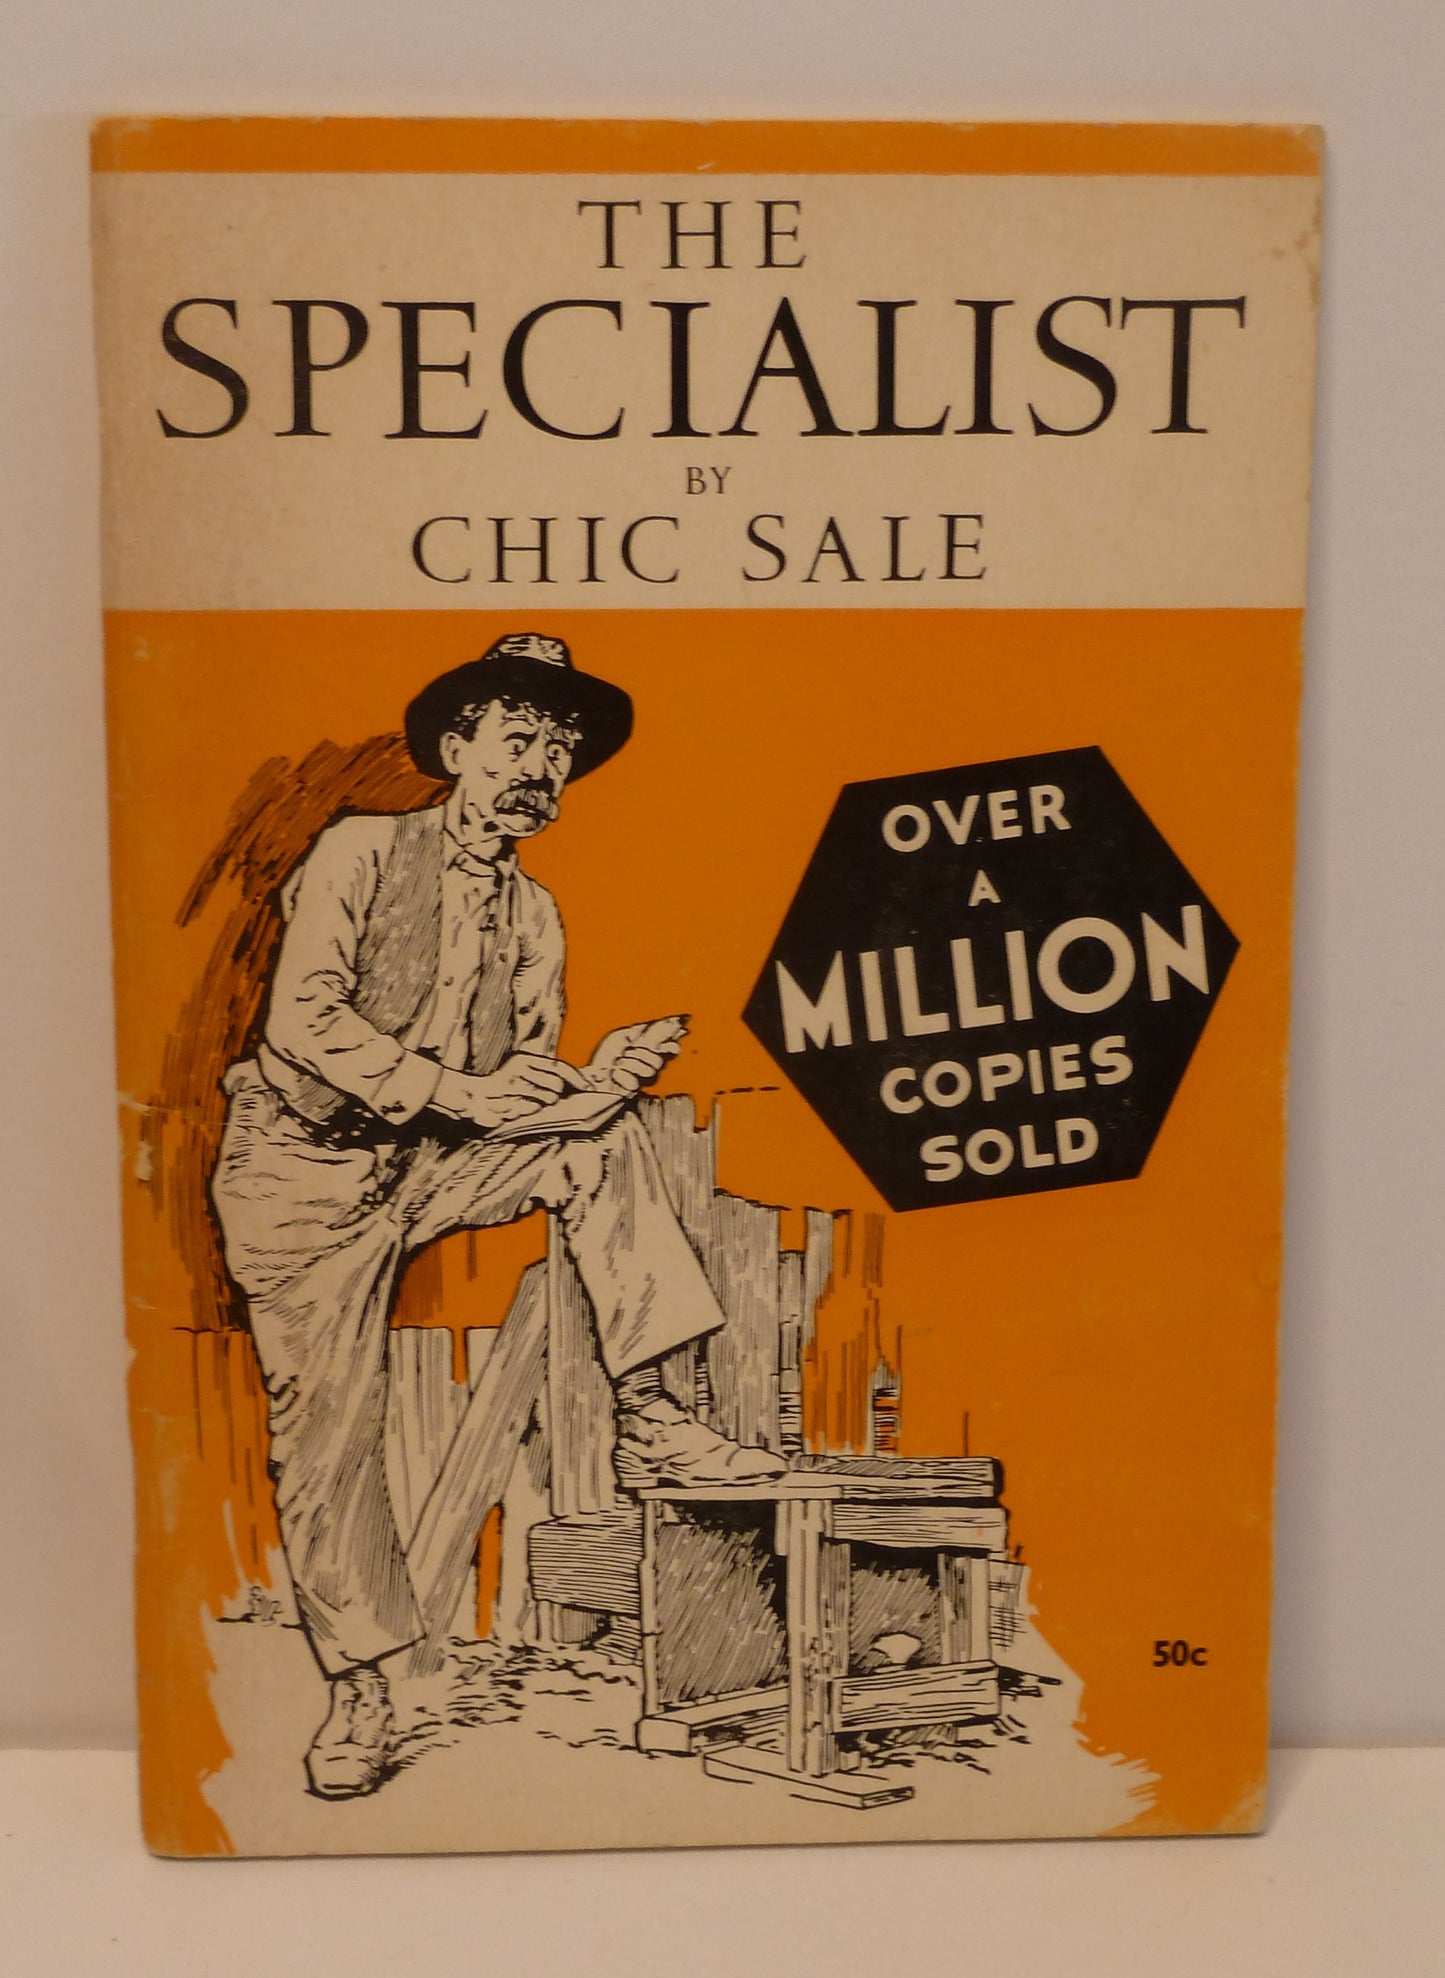 THE
SPECIALIST
BY
CHIC SALE
OVER
A
MILLION
COPIES
SOLD
50c